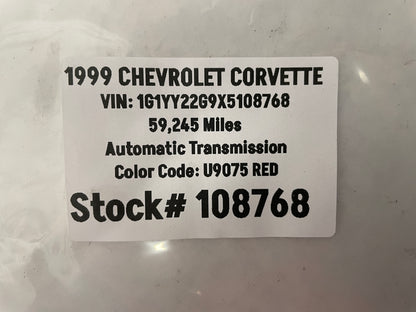 1999 CHEVROLET CORVETTE
VIN: 1G1YY22G9X5108768
59,245 Miles
Automatic Transmission
Color Code: U9075 RED
Stock# 108768